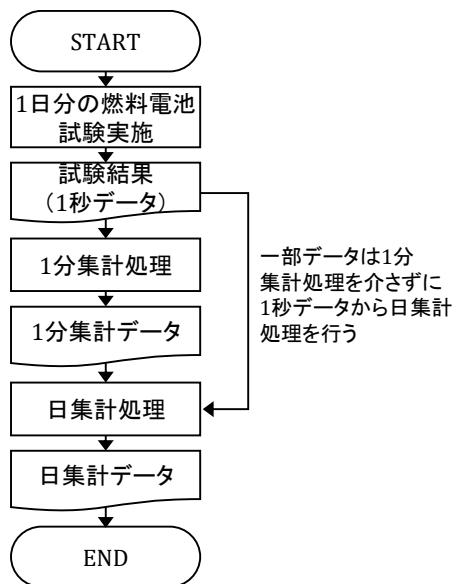 START
1日分の燃料電池
試験実施
試験結果
(1秒データ)
1分集計処理
一部データは1分
集計処理を介さずに
1秒データから日集計
処理を行う
1分集計データ
日集計処理
日集計データ
END